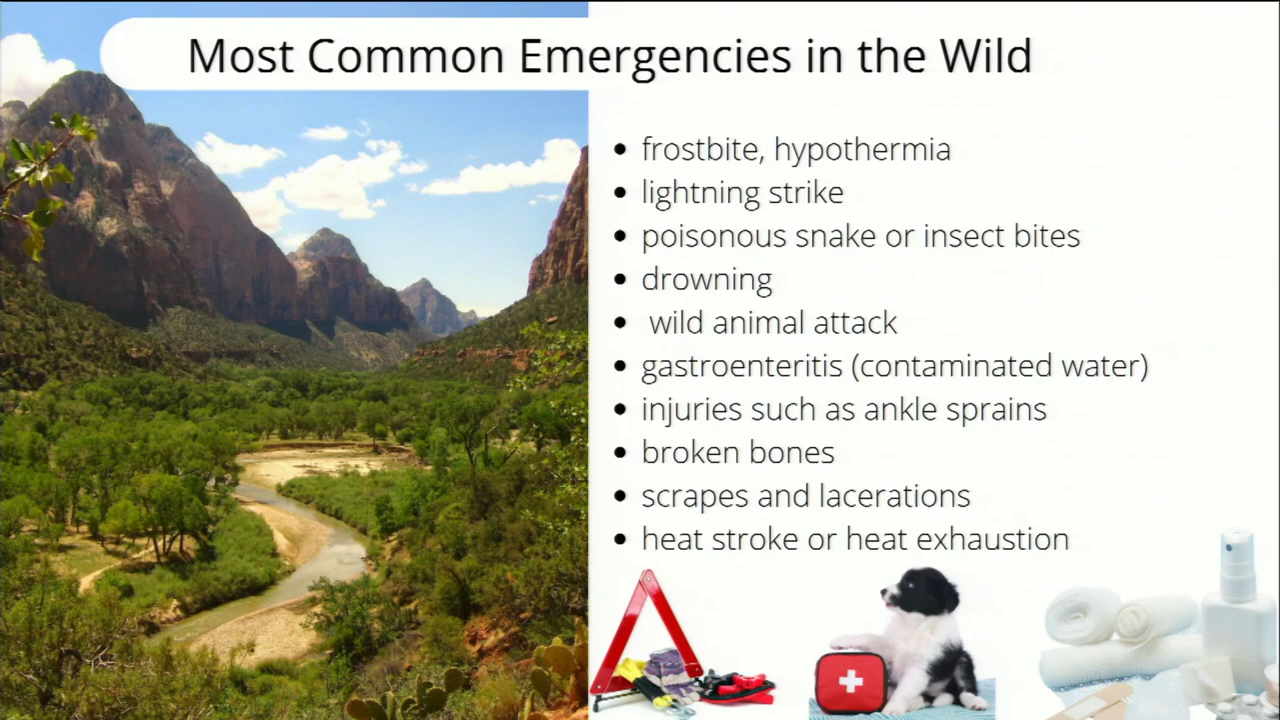 Most Common Emergencies in the Wild
• frostbite, hypothermia
• lightning strike
• poisonous snake or insect bites
• drowning
• wild animal attack
• gastroenteritis (contaminated water)
• injuries such as ankle sprains
• broken bones
• scrapes and lacerations
• heat stroke or heat exhaustion